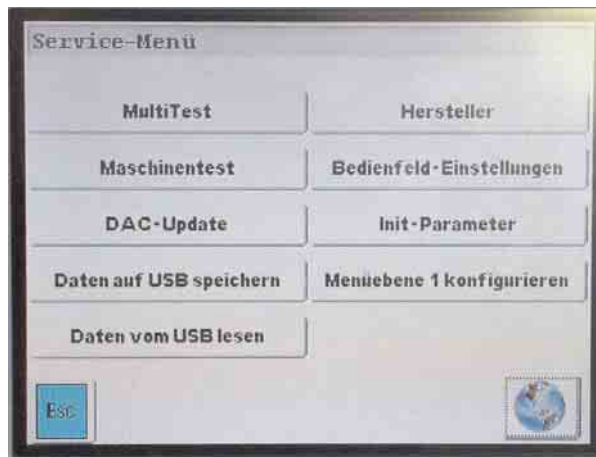 Service-Menü
MultiTest
Hersteller
Maschinentest
Bedienfeld-Einstellungen
DAC-Update
Init-Parameter
Daten auf USB speichern
Menüebene 1 konfigurieren
Daten vom USB lesen
Esc